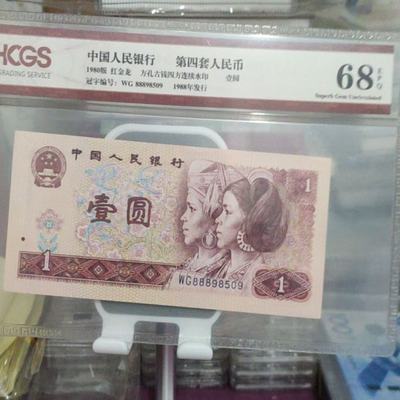 HCGS
GRADING SERVICE
中国人民银行 第四套人民币
1980版 红金龙 方孔古钱四方连续水印 壹圆
冠字编号: WG 88898509 1988年发行
68 EPQ
Superb Gem Uncirculated
中国人民银行
壹圆
1
1
1
WG88898509